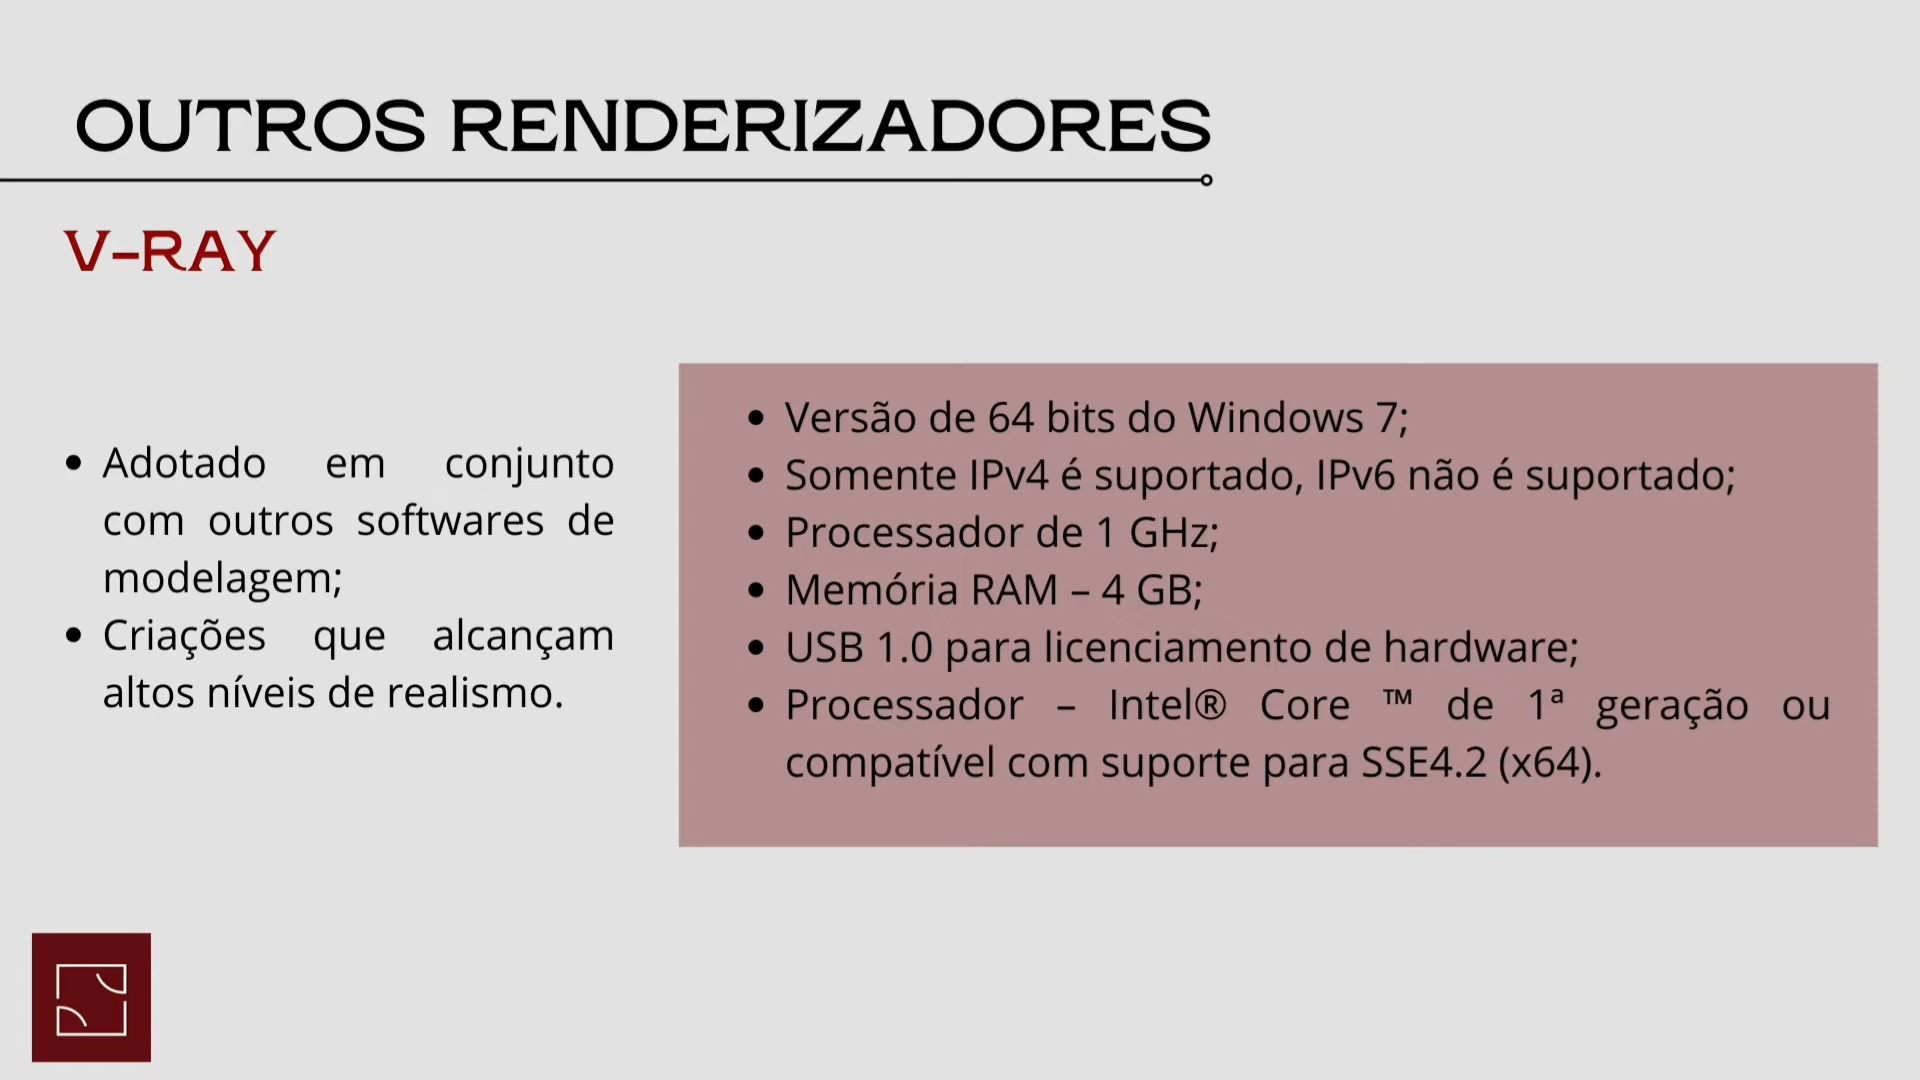 OUTROS RENDERIZADORES
V-RAY
• Adotado em conjunto
com outros softwares de
modelagem;
• Criações que alcançam
altos níveis de realismo.
• Versão de 64 bits do Windows 7;
• Somente IPv4 é suportado, IPv6 não é suportado;
• Processador de 1 GHz;
• Memória RAM – 4 GB;
• USB 1.0 para licenciamento de hardware;
• Processador – Intel® Core ™ de 1ª geração ou
compatível com suporte para SSE4.2 (x64).